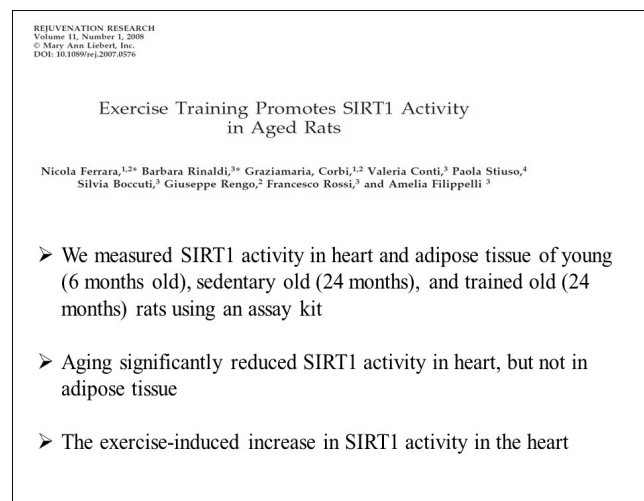 REJUVENATION RESEARCH
Volume 11, Number 1, 2008
© Mary Ann Liebert, Inc.
DOI: 10.1089/rej.2007.0576
Exercise Training Promotes SIRT1 Activity
in Aged Rats
Nicola Ferrara,1,2* Barbara Rinaldi,3* Graziamaria, Corbi,1,2 Valeria Conti,3 Paola Stiuso,4
Silvia Boccuti,3 Giuseppe Rengo,2 Francesco Rossi,3 and Amelia Filippelli 3
➢ We measured SIRT1 activity in heart and adipose tissue of young
(6 months old), sedentary old (24 months), and trained old (24
months) rats using an assay kit
➢ Aging significantly reduced SIRT1 activity in heart, but not in
adipose tissue
➢ The exercise-induced increase in SIRT1 activity in the heart